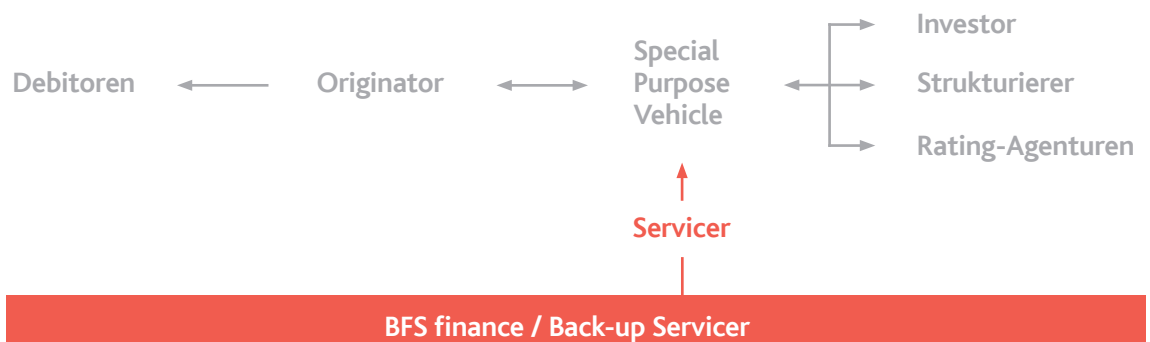 Debitoren
Originator
Special
Purpose
Vehicle
Investor
Strukturierer
Rating-Agenturen
Servicer
BFS finance / Back-up Servicer